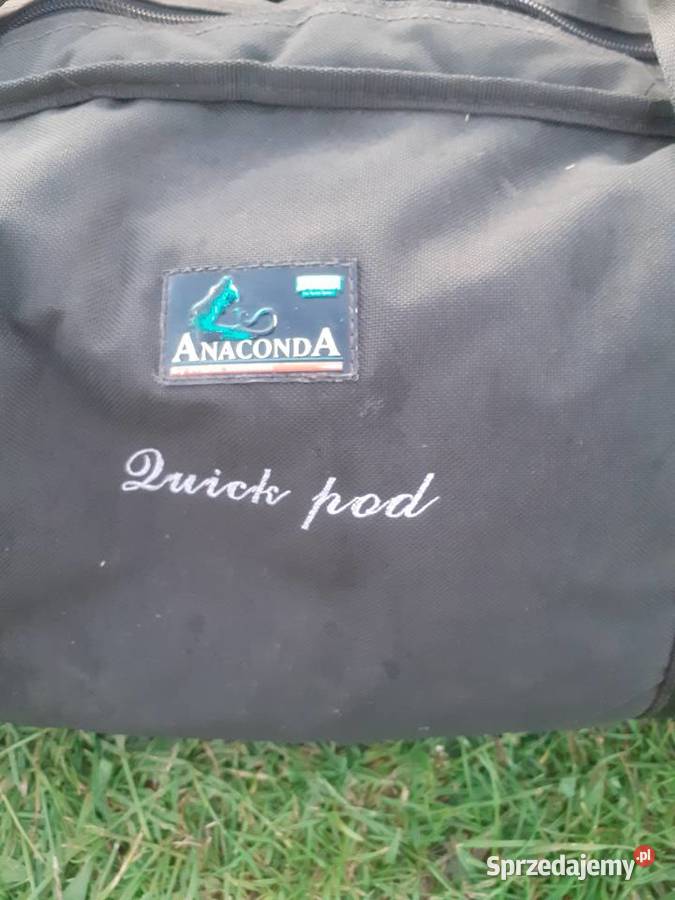 ANACONDA
Quick pod
Sprzedajemy.pl